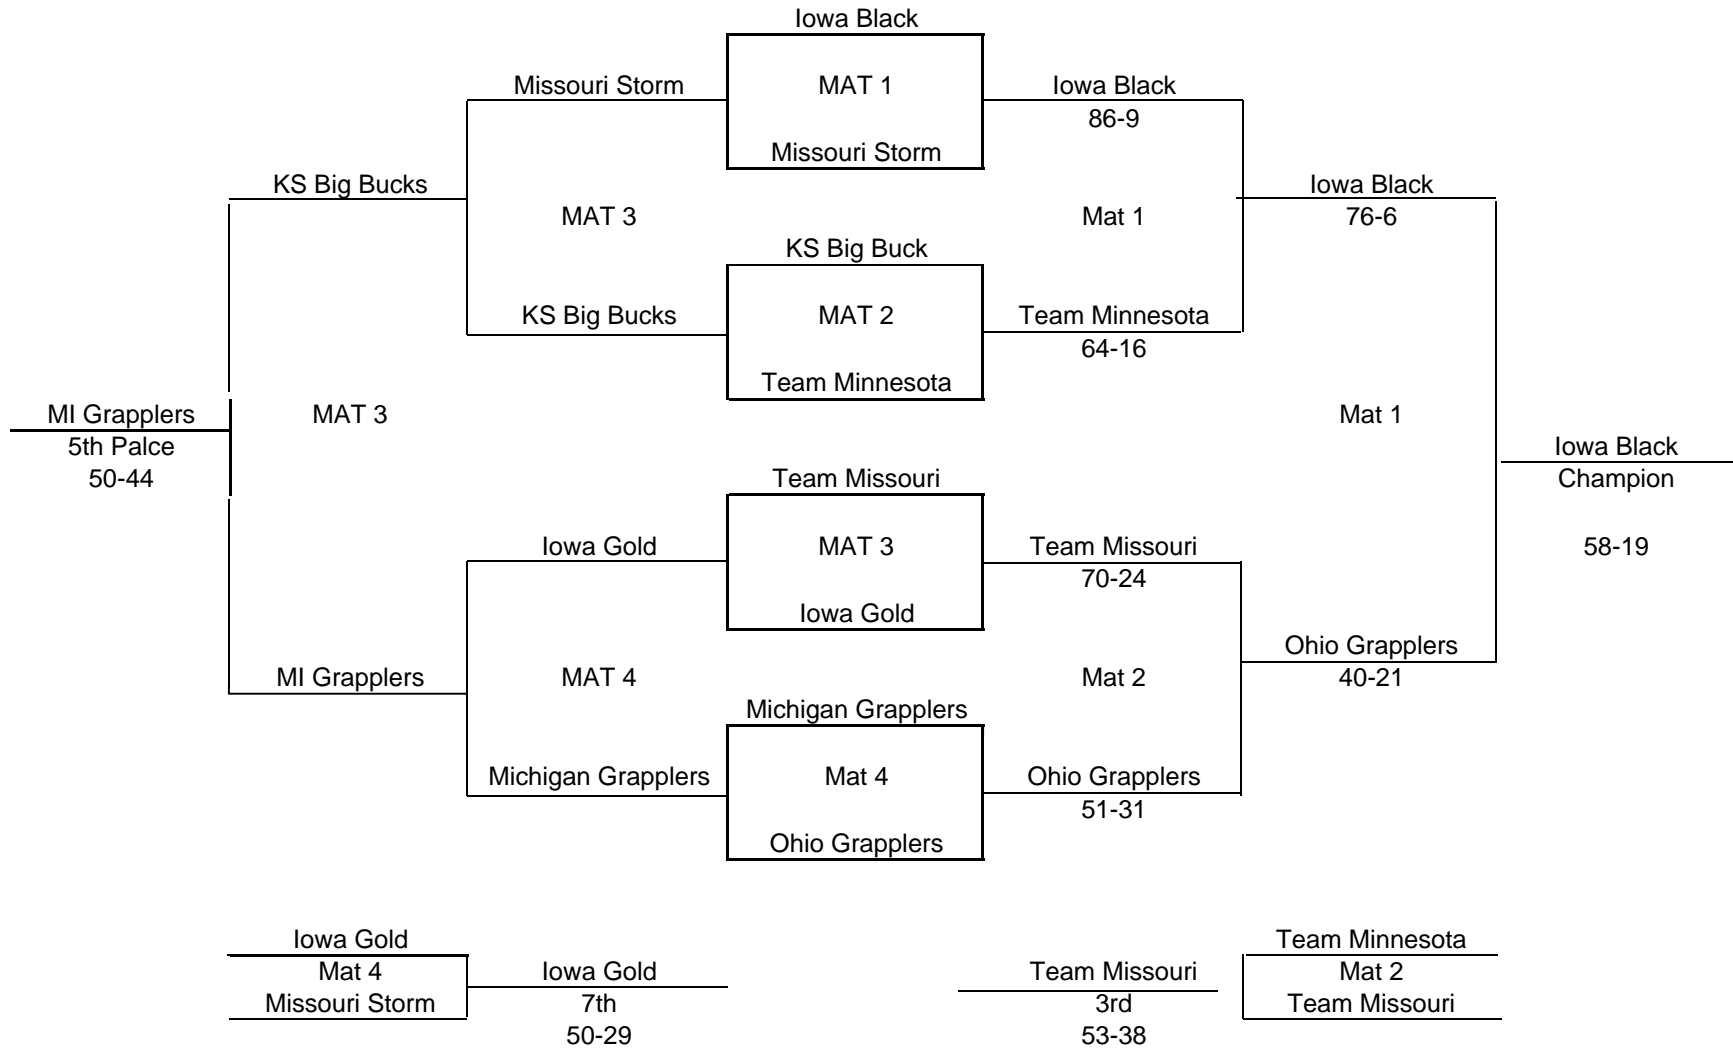 Iowa Black
Missouri Storm
MAT 1
Iowa Black
86-9
Missouri Storm
KS Big Bucks
Iowa Black
MAT 3
Mat 1
76-6
KS Big Buck
KS Big Bucks
MAT 2
Team Minnesota
64-16
Team Minnesota
MI Grapplers
MAT 3
Mat 1
5th Palce
Iowa Black
50-44
Team Missouri
Champion
Iowa Gold
MAT 3
Team Missouri
58-19
70-24
Iowa Gold
Ohio Grapplers
MI Grapplers
MAT 4
Mat 2
40-21
Michigan Grapplers
Michigan Grapplers
Mat 4
Ohio Grapplers
51-31
Ohio Grapplers
Iowa Gold
Team Minnesota
Mat 4
Iowa Gold
Team Missouri
Mat 2
Missouri Storm
7th
3rd
Team Missouri
50-29
53-38